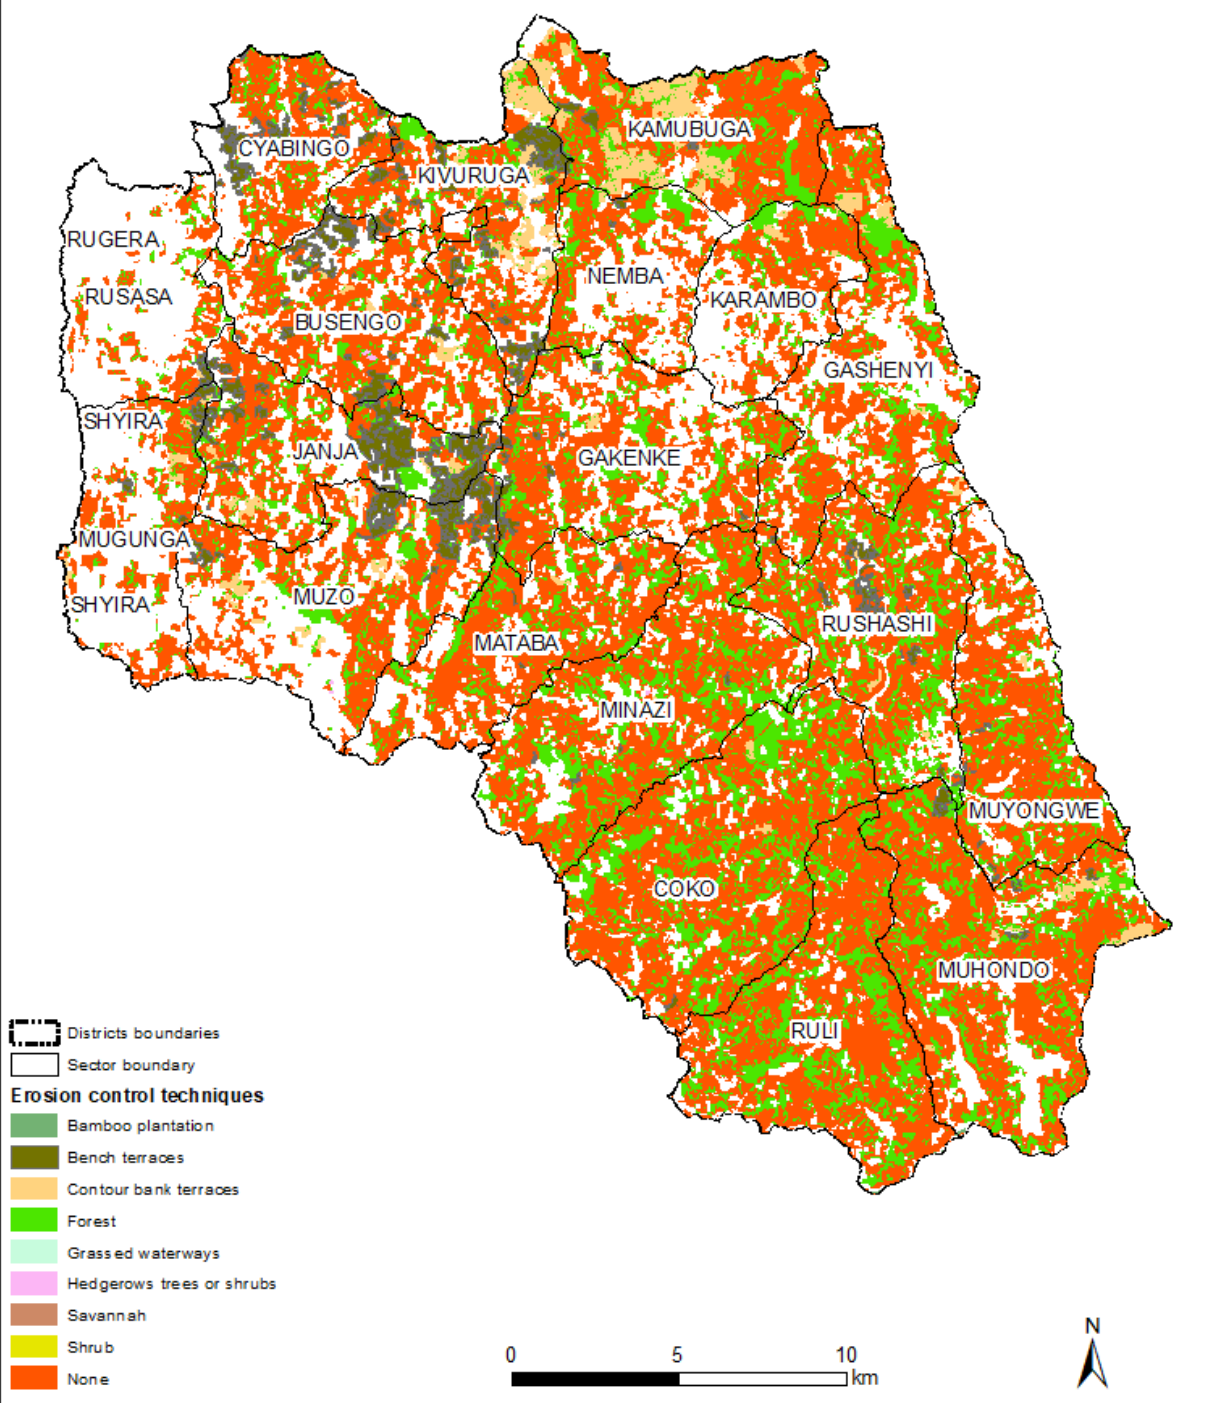 KAMUBUGA
CYABINGO
KIVURUGA
RUGERA
NEMBA
RUSASA
KARAMBO
BUSENGO
GASHENYI
SHYIRA
JANJA
GAKENKE
MUGUNGA
MUZO
SHYIRA
RUSHASHI
MATABA
MINAZI
MUYONGWE
COKO
MUHONDO
RULI
Districts boundaries
Sector boundary
Erosion control techniques
Bamboo plantation
Bench terraces
Contour bank terraces
Forest
Grassed waterways
Hedgerows trees or shrubs
Savannah
Shrub
None
N
0 5 10
km